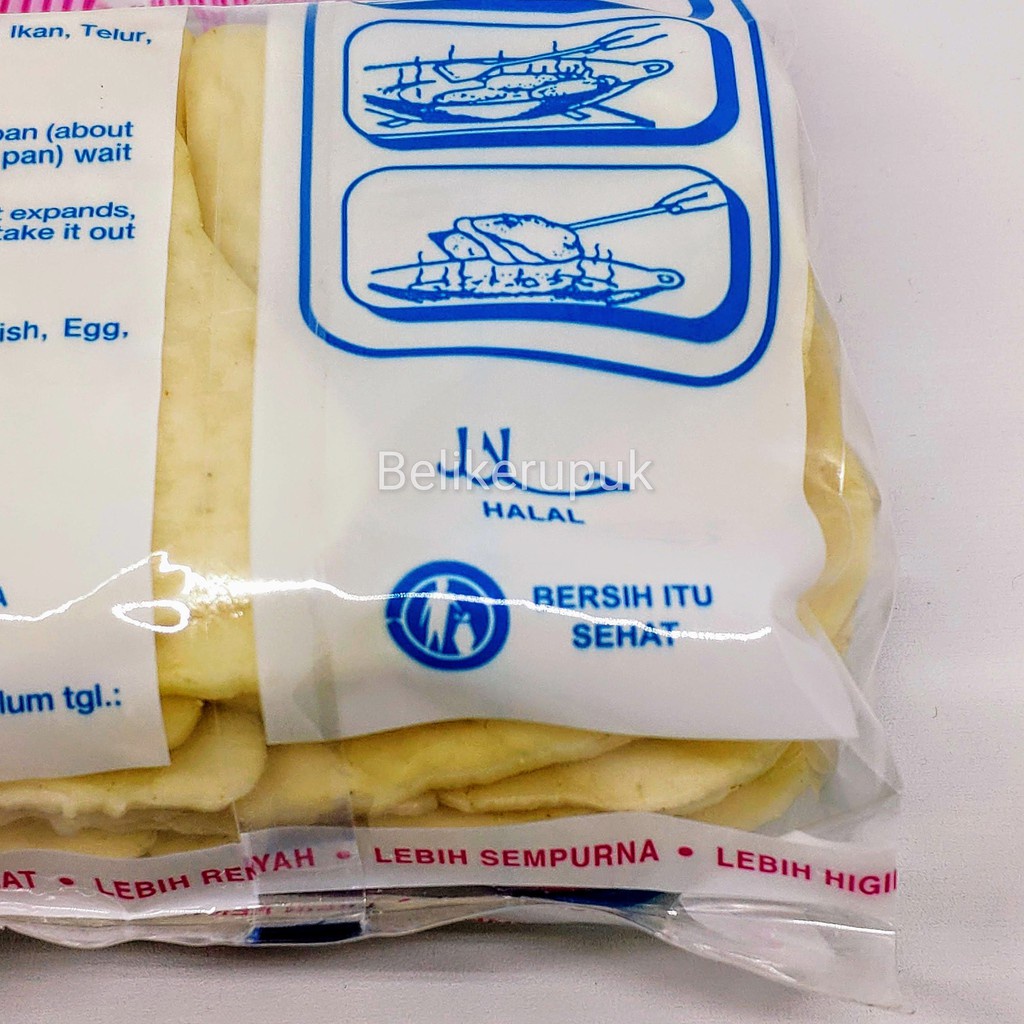 Ikan, Telur,
pan (about
pan) wait
expands,
take it out
ish, Egg,
lum tgl.:
Belikerupuk
HALAL
BERSIH ITU
SEHAT
AT • LEBIH RENYAH • LEBIH SEMPURNA • LEBIH HIGI